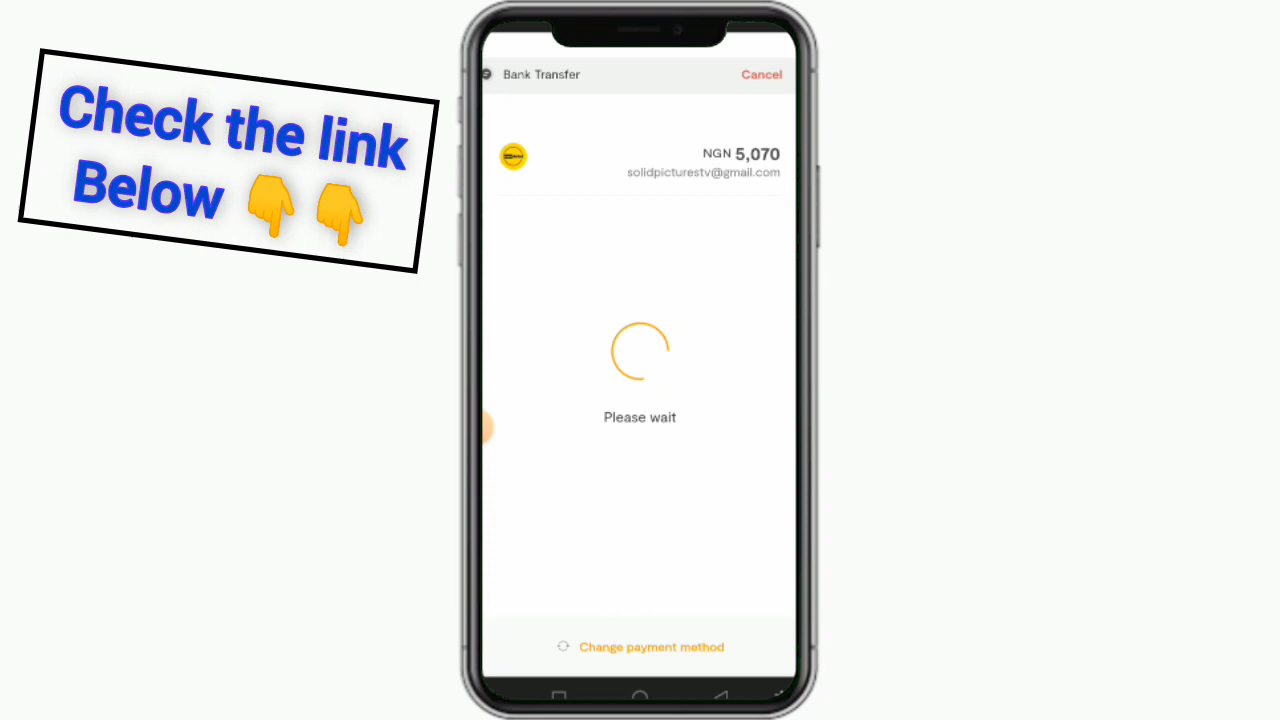 Check the link
Below 👇👇
Bank Transfer
Cancel
NGN 5,070
solidpicturestv@gmail.com
Please wait
Change payment method